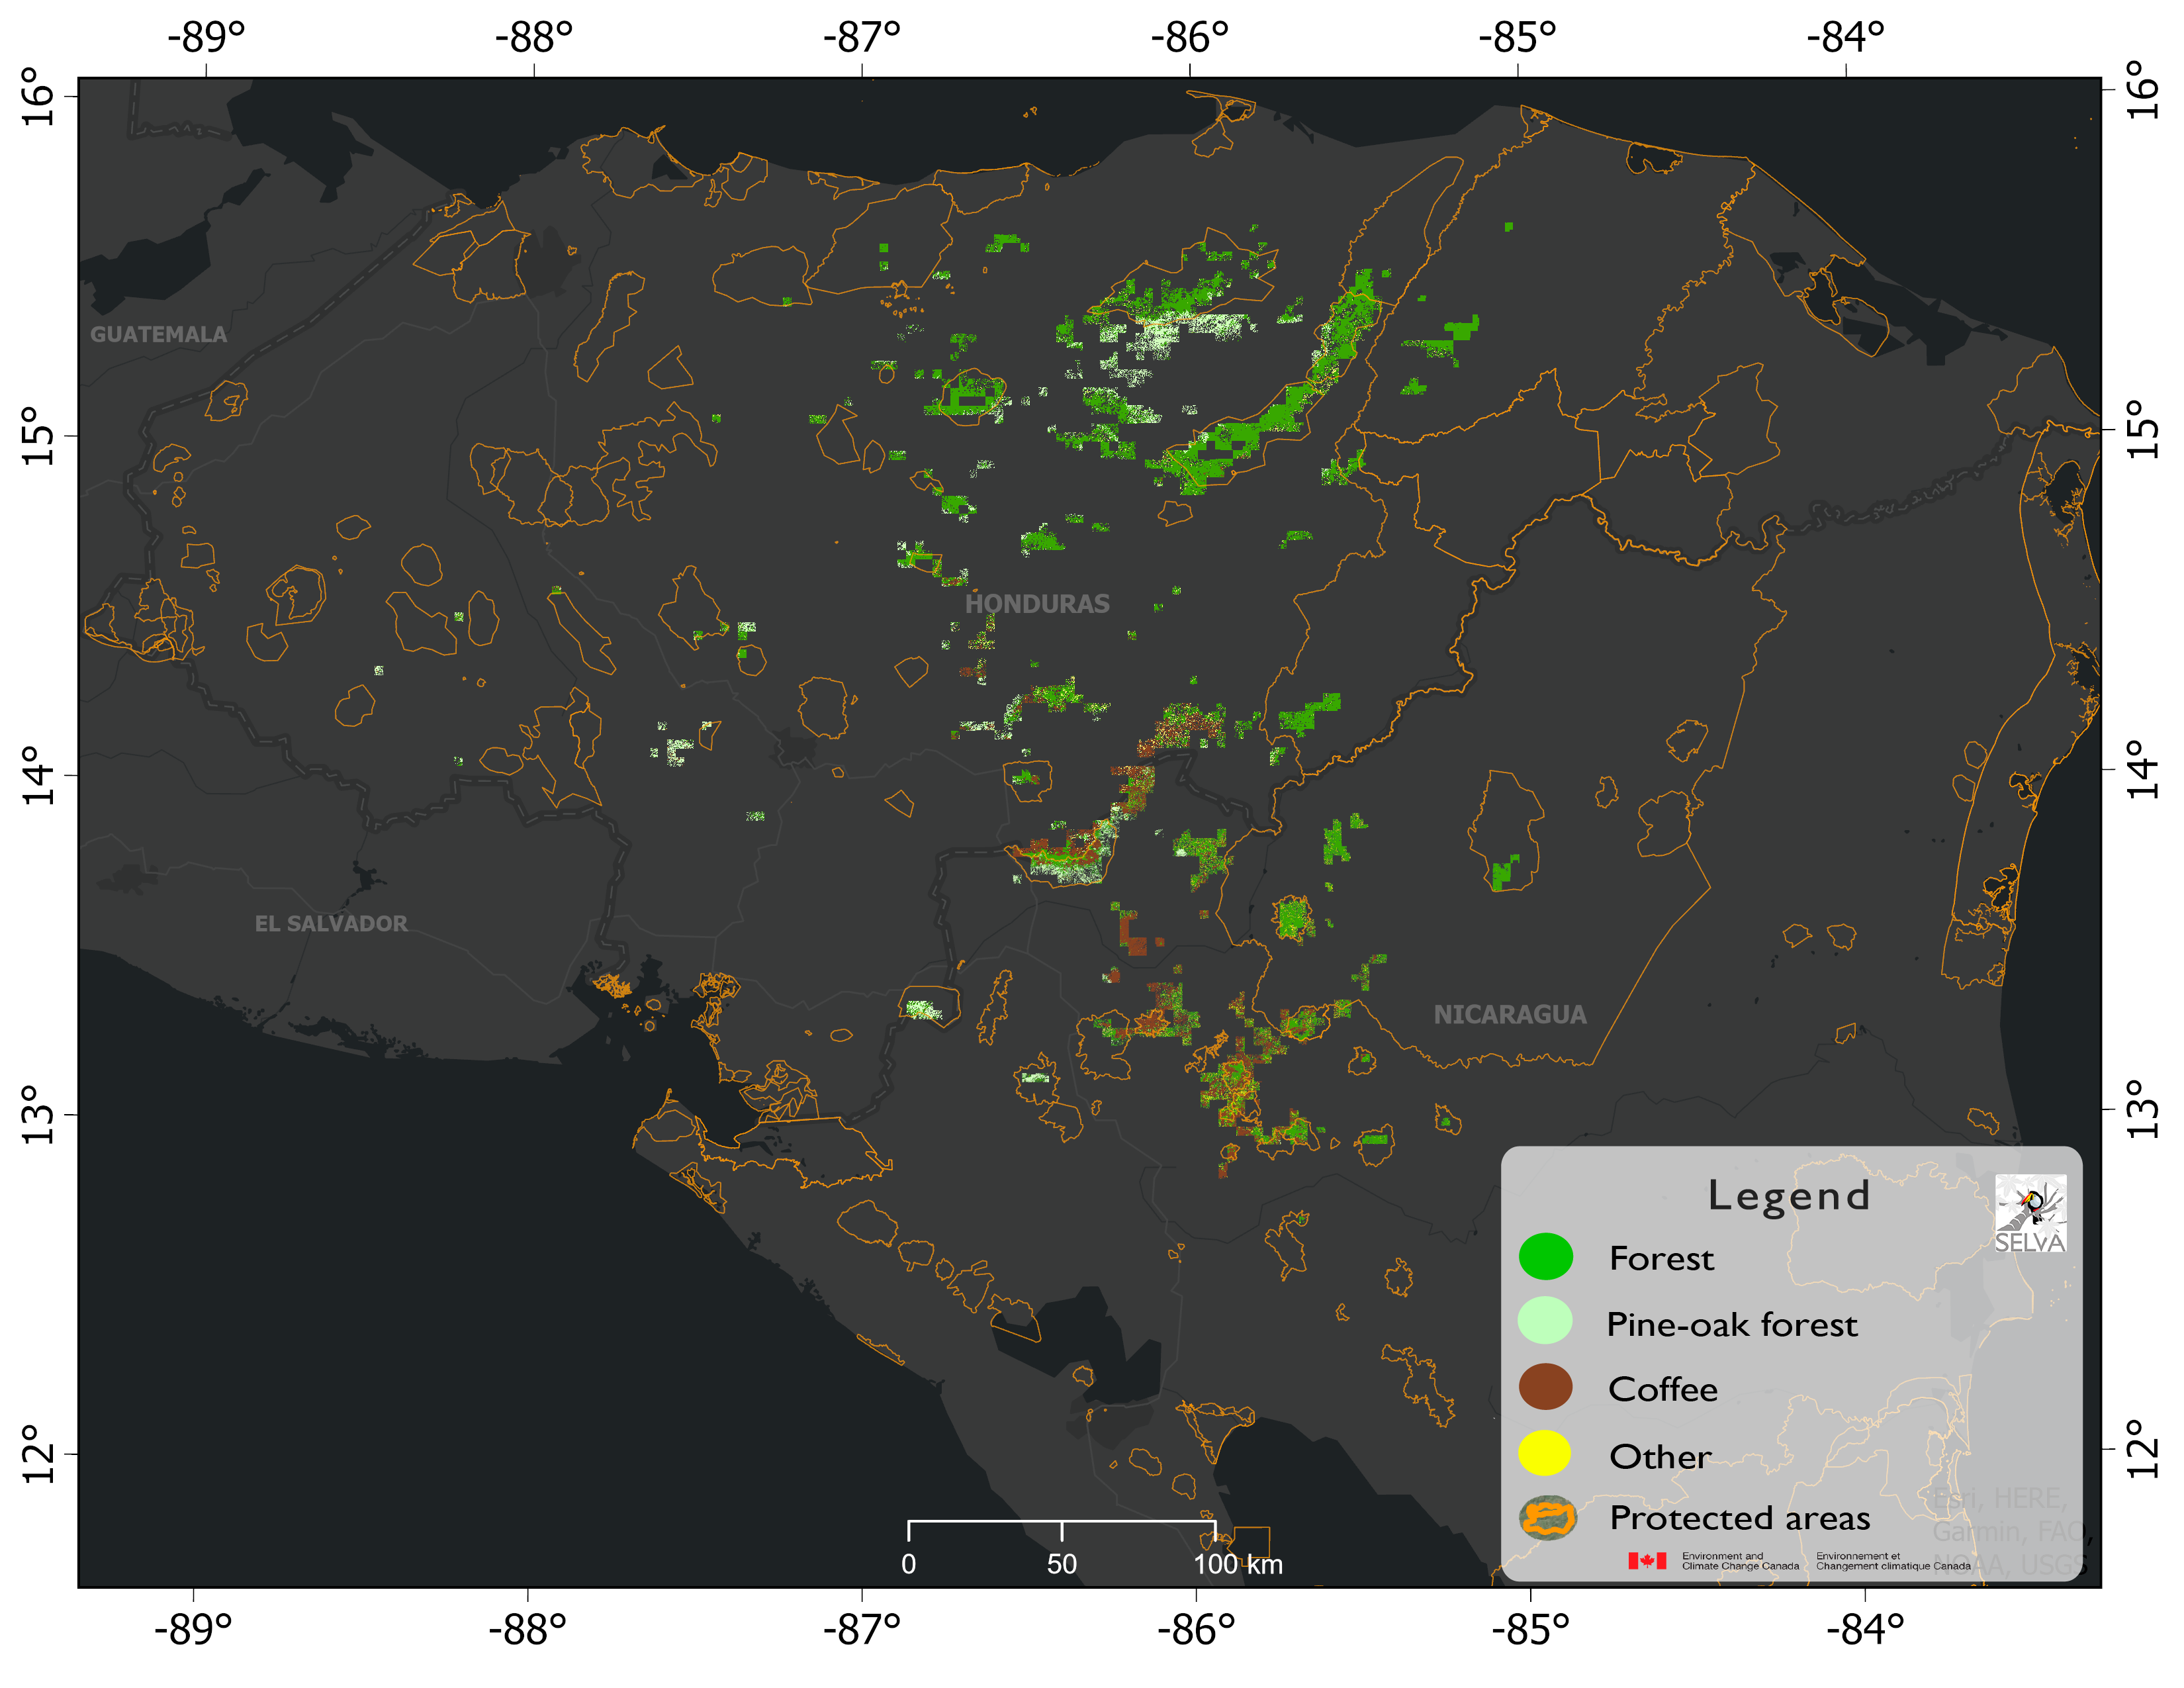 -89° -88° -87° -86° -85° -84°
16° 16°
GUATEMALA
15° 15°
HONDURAS
14° 14°
EL SALVADOR
NICARAGUA
13° 13°
Legend
SELVA
Forest
Pine-oak forest
Coffee
Other
12° 12°
Esri, HERE,
Protected areas
Garmin, FAO,
NOAA, USGS
Environment and
Climate Change Canada
Environnement et
Changement climatique Canada
0 50 100 km
-89° -88° -87° -86° -85° -84°